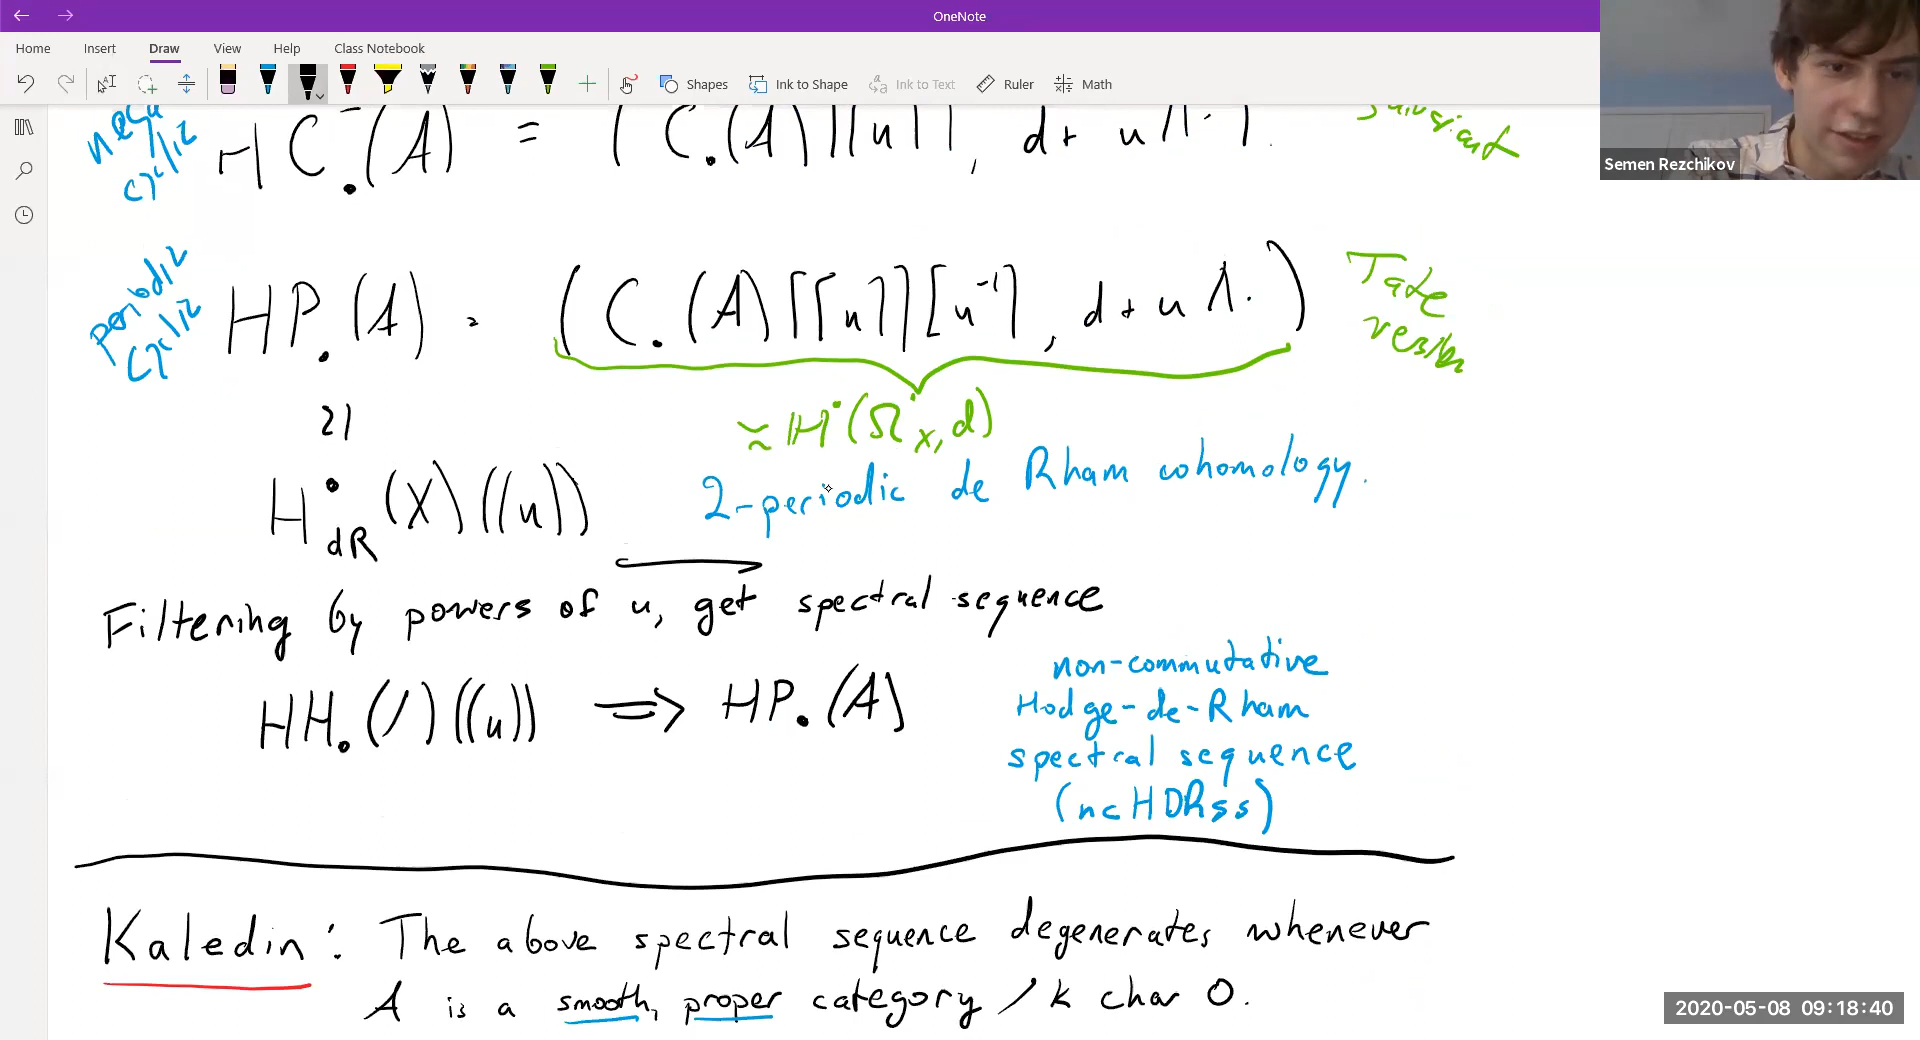 OneNote
Home Insert Draw View Help Class Notebook
Shapes Ink to Shape Ink to Text Ruler Math
Semen Rezchikov
cyclic
HC⁻.(A) = (C.(A)[[u]], d + u
periodic
cyclic
HP.(A) = (C.(A)[[u]][u⁻¹], d + u Λ.)
Tate
version
≃ ℍ˙(Ω˙x, d)
H˙dR(X)((u))
2-periodic de Rham cohomology.
Filtering by powers of u, get spectral sequence
HH.( )((u)) ⟹ HP.(A)
non-commutative
Hodge-de-Rham
spectral sequence
(ncHDRss)
Kaledin: The above spectral sequence degenerates whenever
A is a smooth, proper category / k char 0.
2020-05-08 09:18:40